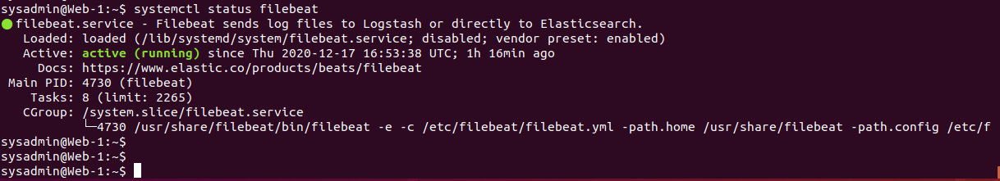 sysadmin@Web-1:~$ systemctl status filebeat
● filebeat.service - Filebeat sends log files to Logstash or directly to Elasticsearch.
   Loaded: loaded (/lib/systemd/system/filebeat.service; disabled; vendor preset: enabled)
   Active: active (running) since Thu 2020-12-17 16:53:38 UTC; 1h 16min ago
     Docs: https://www.elastic.co/products/beats/filebeat
 Main PID: 4730 (filebeat)
    Tasks: 8 (limit: 2265)
   CGroup: /system.slice/filebeat.service
           └─4730 /usr/share/filebeat/bin/filebeat -e -c /etc/filebeat/filebeat.yml -path.home /usr/share/filebeat -path.config /etc/f
sysadmin@Web-1:~$
sysadmin@Web-1:~$
sysadmin@Web-1:~$